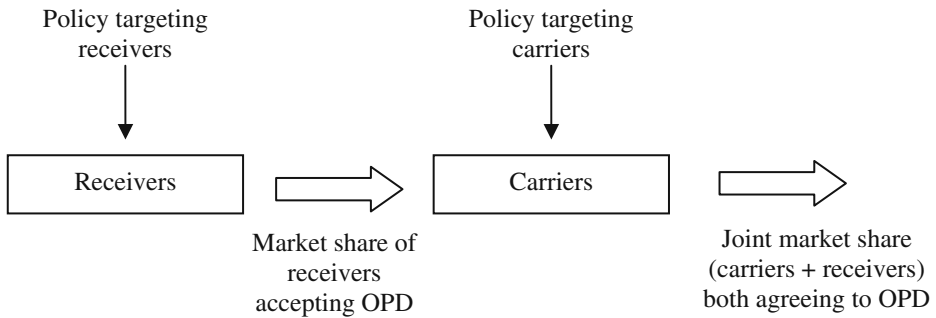 Policy targeting
receivers
Policy targeting
carriers
Receivers
Carriers
Market share of
receivers
accepting OPD
Joint market share
(carriers + receivers)
both agreeing to OPD